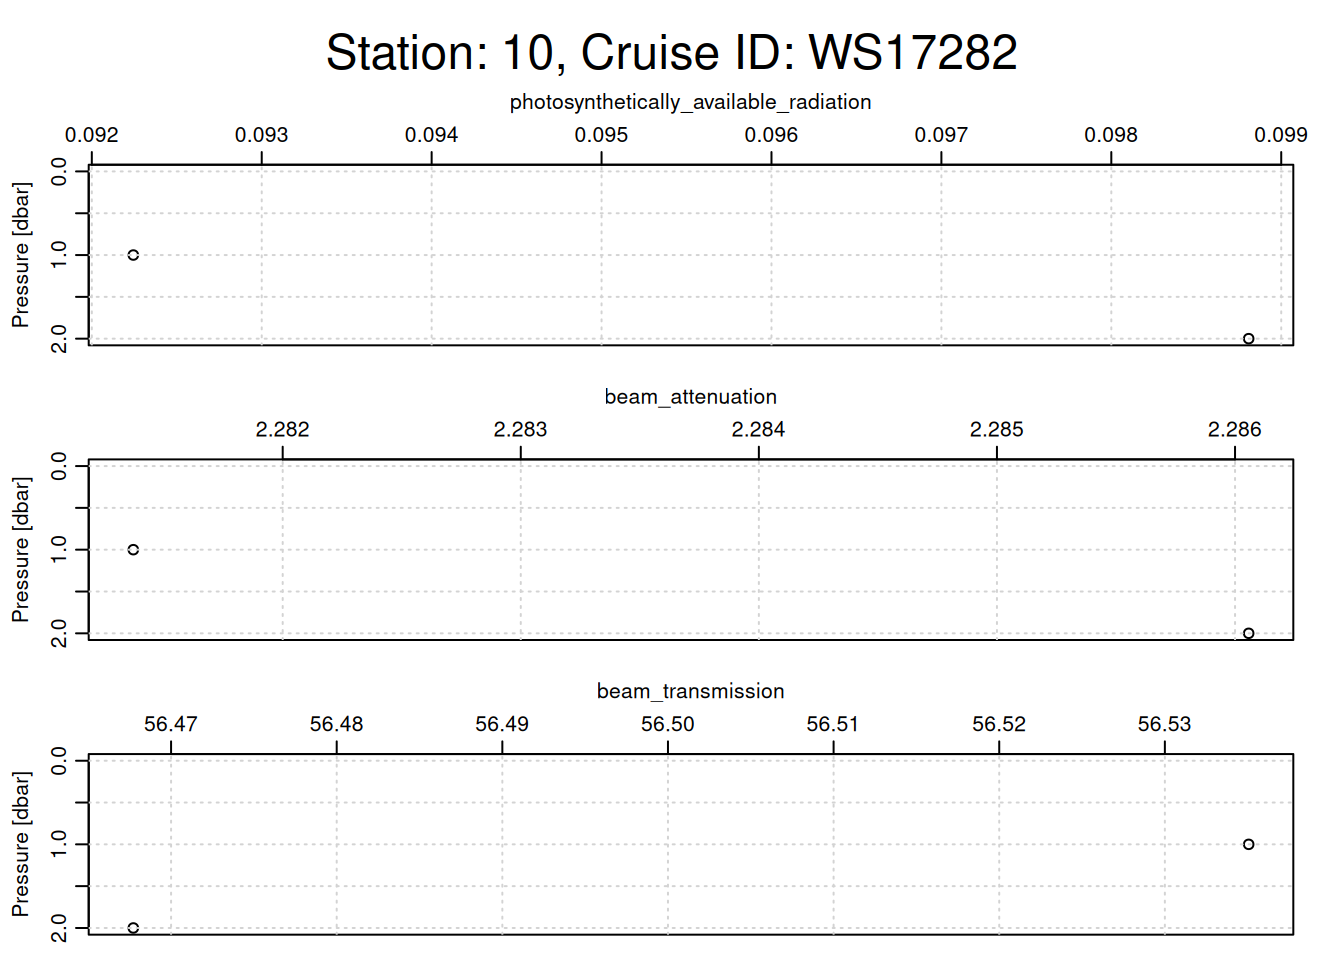 Station: 10, Cruise ID: WS17282
photosynthetically_available_radiation
0.092 0.093 0.094 0.095 0.096 0.097 0.098 0.099
Pressure [dbar]
0.0
1.0
2.0
beam_attenuation
2.282 2.283 2.284 2.285 2.286
Pressure [dbar]
0.0
1.0
2.0
beam_transmission
56.47 56.48 56.49 56.50 56.51 56.52 56.53
Pressure [dbar]
0.0
1.0
2.0